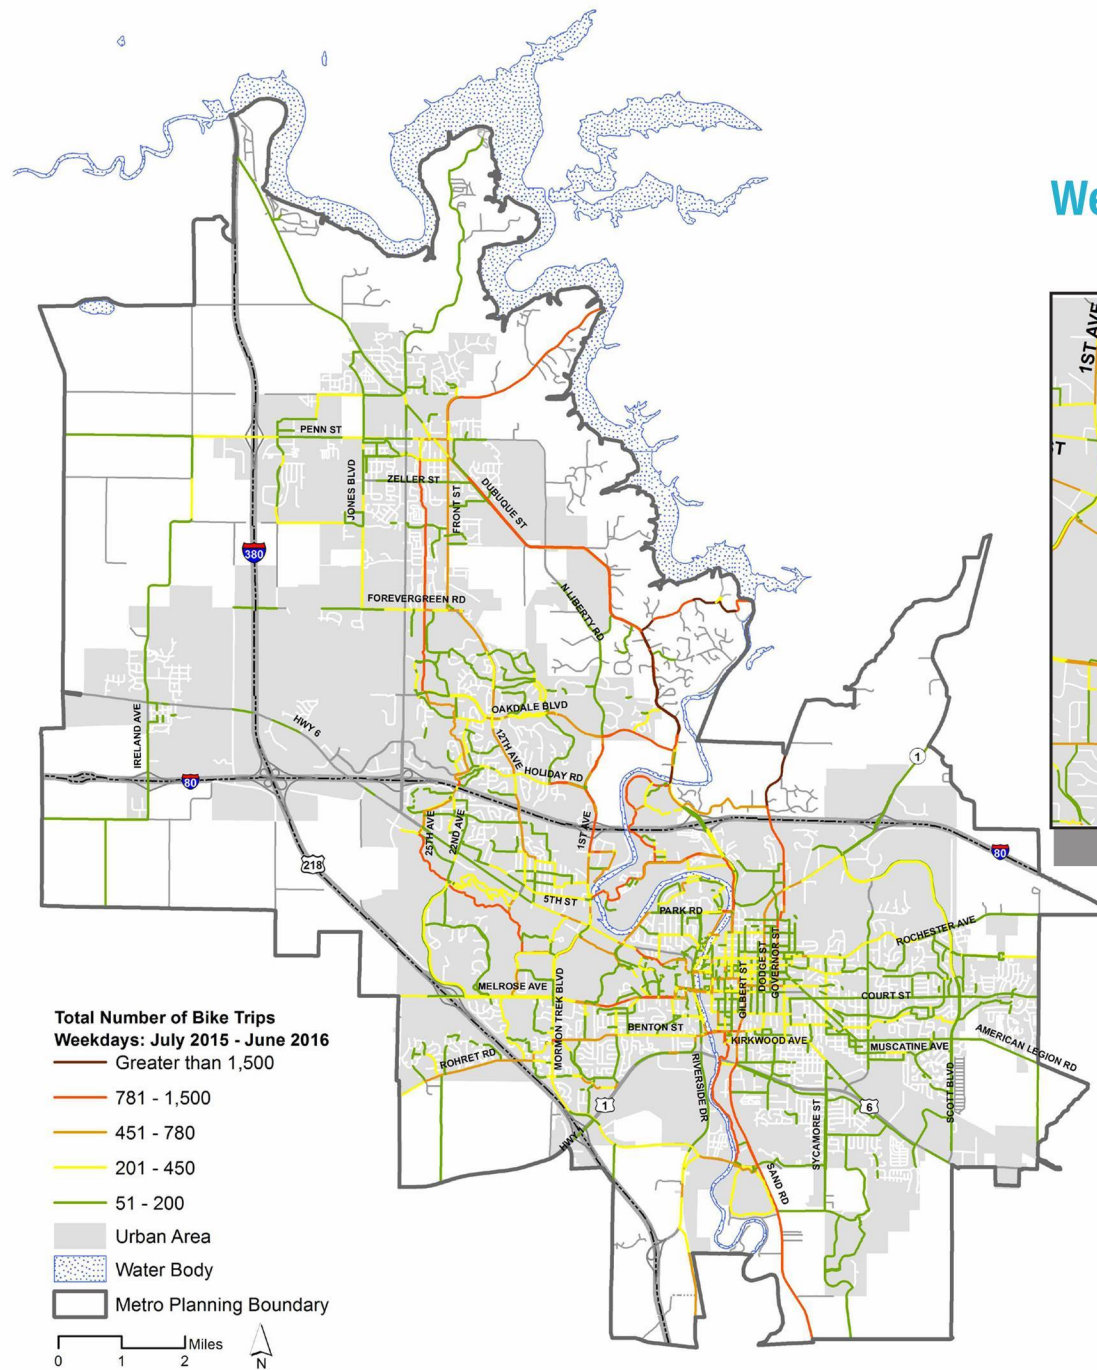 We
1ST AVE
ST
PENN ST
JONES BLVD
ZELLER ST
FRONT ST
DUBUQUE ST
380
FOREVERGREEN RD
N LIBERTY RD
IRELAND AVE
HWY 6
OAKDALE BLVD
12TH AVE
HOLIDAY RD
1
80
25TH AVE
22ND AVE
1ST AVE
80
218
5TH ST
PARK RD
ROCHESTER AVE
DODGE ST
GOVERNOR ST
GILBERT ST
MELROSE AVE
MORMON TREK BLVD
COURT ST
BENTON ST
KIRKWOOD AVE
MUSCATINE AVE
AMERICAN LEGION RD
ROHRET RD
RIVERSIDE DR
SCOTT BLVD
1
6
HWY 1
SYCAMORE ST
SAND RD
Total Number of Bike Trips
Weekdays: July 2015 - June 2016
Greater than 1,500
781 - 1,500
451 - 780
201 - 450
51 - 200
Urban Area
Water Body
Metro Planning Boundary
Miles
0 1 2
N